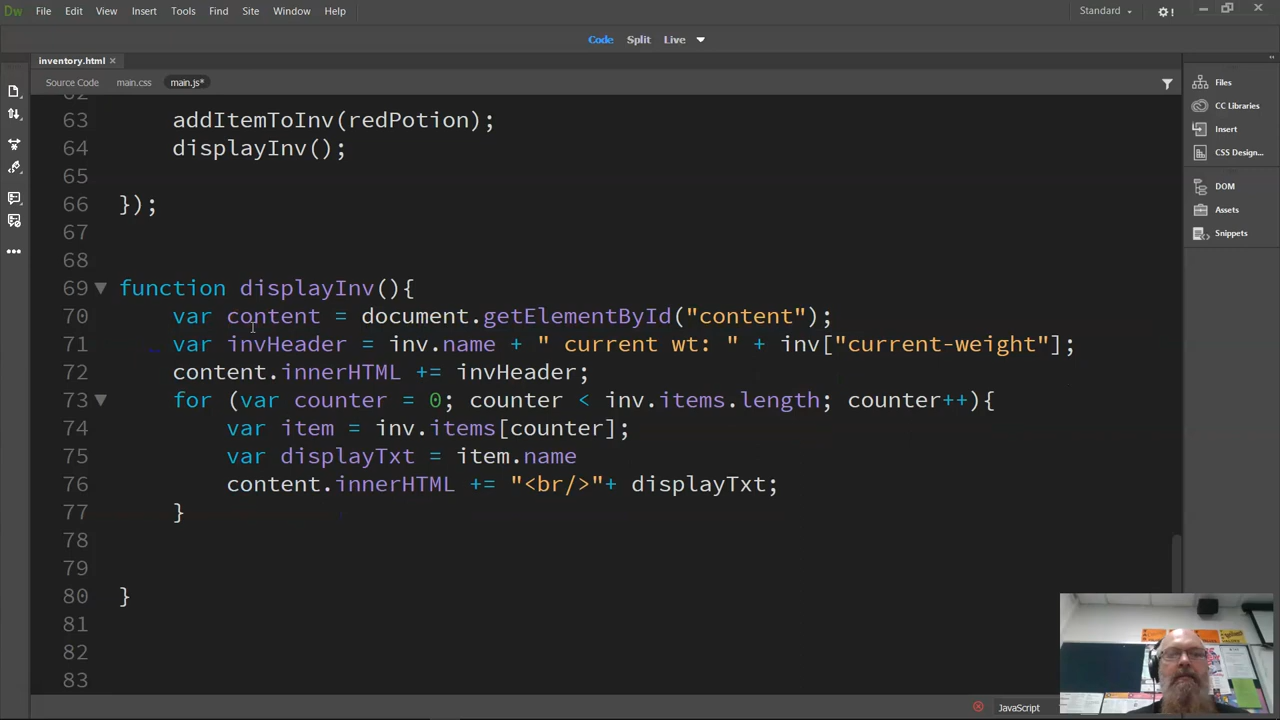 Dw File Edit View Insert Tools Find Site Window Help Standard
Code Split Live
inventory.html
Source Code main.css main.js*
Files
CC Libraries
Insert
CSS Design...
DOM
Assets
Snippets
63 addItemToInv(redPotion);
64 displayInv();
65
66 });
67
68
69 function displayInv(){
70 var content = document.getElementById("content");
71 var invHeader = inv.name + " current wt: " + inv["current-weight"];
72 content.innerHTML += invHeader;
73 for (var counter = 0; counter < inv.items.length; counter++){
74 var item = inv.items[counter];
75 var displayTxt = item.name
76 content.innerHTML += "<br/>"+ displayTxt;
77 }
78
79
80 }
81
82
83
JavaScript